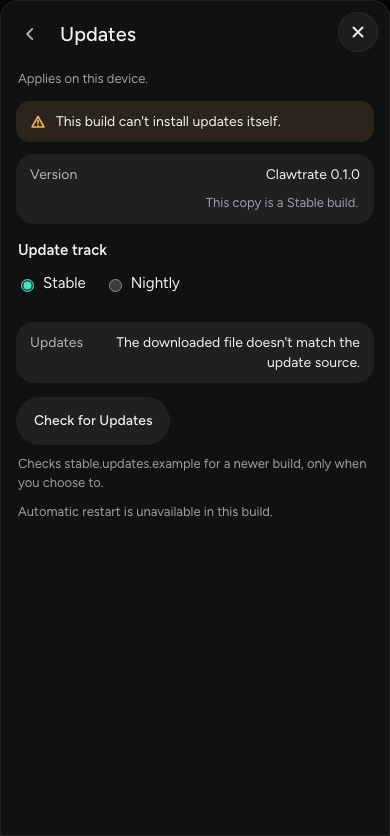 Updates
Applies on this device.
This build can't install updates itself.
Version
Clawtrate 0.1.0
This copy is a Stable build.
Update track
Stable
Nightly
Updates
The downloaded file doesn't match the
update source.
Check for Updates
Checks stable.updates.example for a newer build, only when
you choose to.
Automatic restart is unavailable in this build.